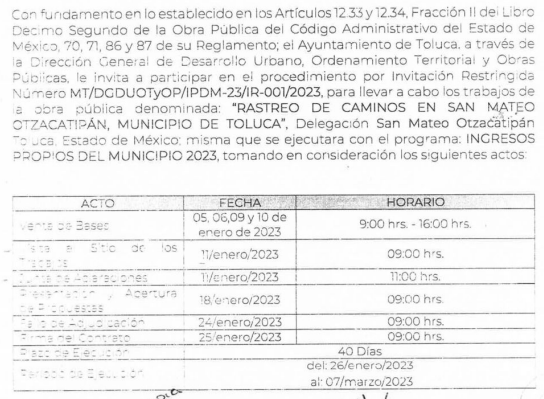 Con fundamento en lo establecido en los Artículos 12.33 y 12.34, Fracción II del Libro
Decimo Segundo de la Obra Pública del Código Administrativo del Estado de
México, 70, 71, 86 y 87 de su Reglamento; el Ayuntamiento de Toluca, a través de
la Dirección General de Desarrollo Urbano, Ordenamiento Territorial y Obras
Públicas, le invita a participar en el procedimiento por Invitación Restringida
Número MT/DGDUOTyOP/IPDM-23/IR-001/2023, para llevar a cabo los trabajos de
la obra pública denominada: "RASTREO DE CAMINOS EN SAN MATEO
OTZACATIPÁN, MUNICIPIO DE TOLUCA", Delegación San Mateo Otzacatipán
Toluca, Estado de México; misma que se ejecutara con el programa: INGRESOS
PROPIOS DEL MUNICIPIO 2023, tomando en consideración los siguientes actos:
ACTO FECHA HORARIO
Venta de Bases 05, 06,09 y 10 de enero de 2023 9:00 hrs. - 16:00 hrs.
Visita al Sitio de los Trabajos 11/enero/2023 09:00 hrs.
Junta de Aclaraciones 11/enero/2023 11:00 hrs.
Presentación y Apertura de Propuestas 18/enero/2023 09:00 hrs.
Fallo de Adjudicación 24/enero/2023 09:00 hrs.
Firma del Contrato 25/enero/2023 09:00 hrs.
Plazo de Ejecución 40 Días
Periodo de Ejecución del: 26/enero/2023
al: 07/marzo/2023